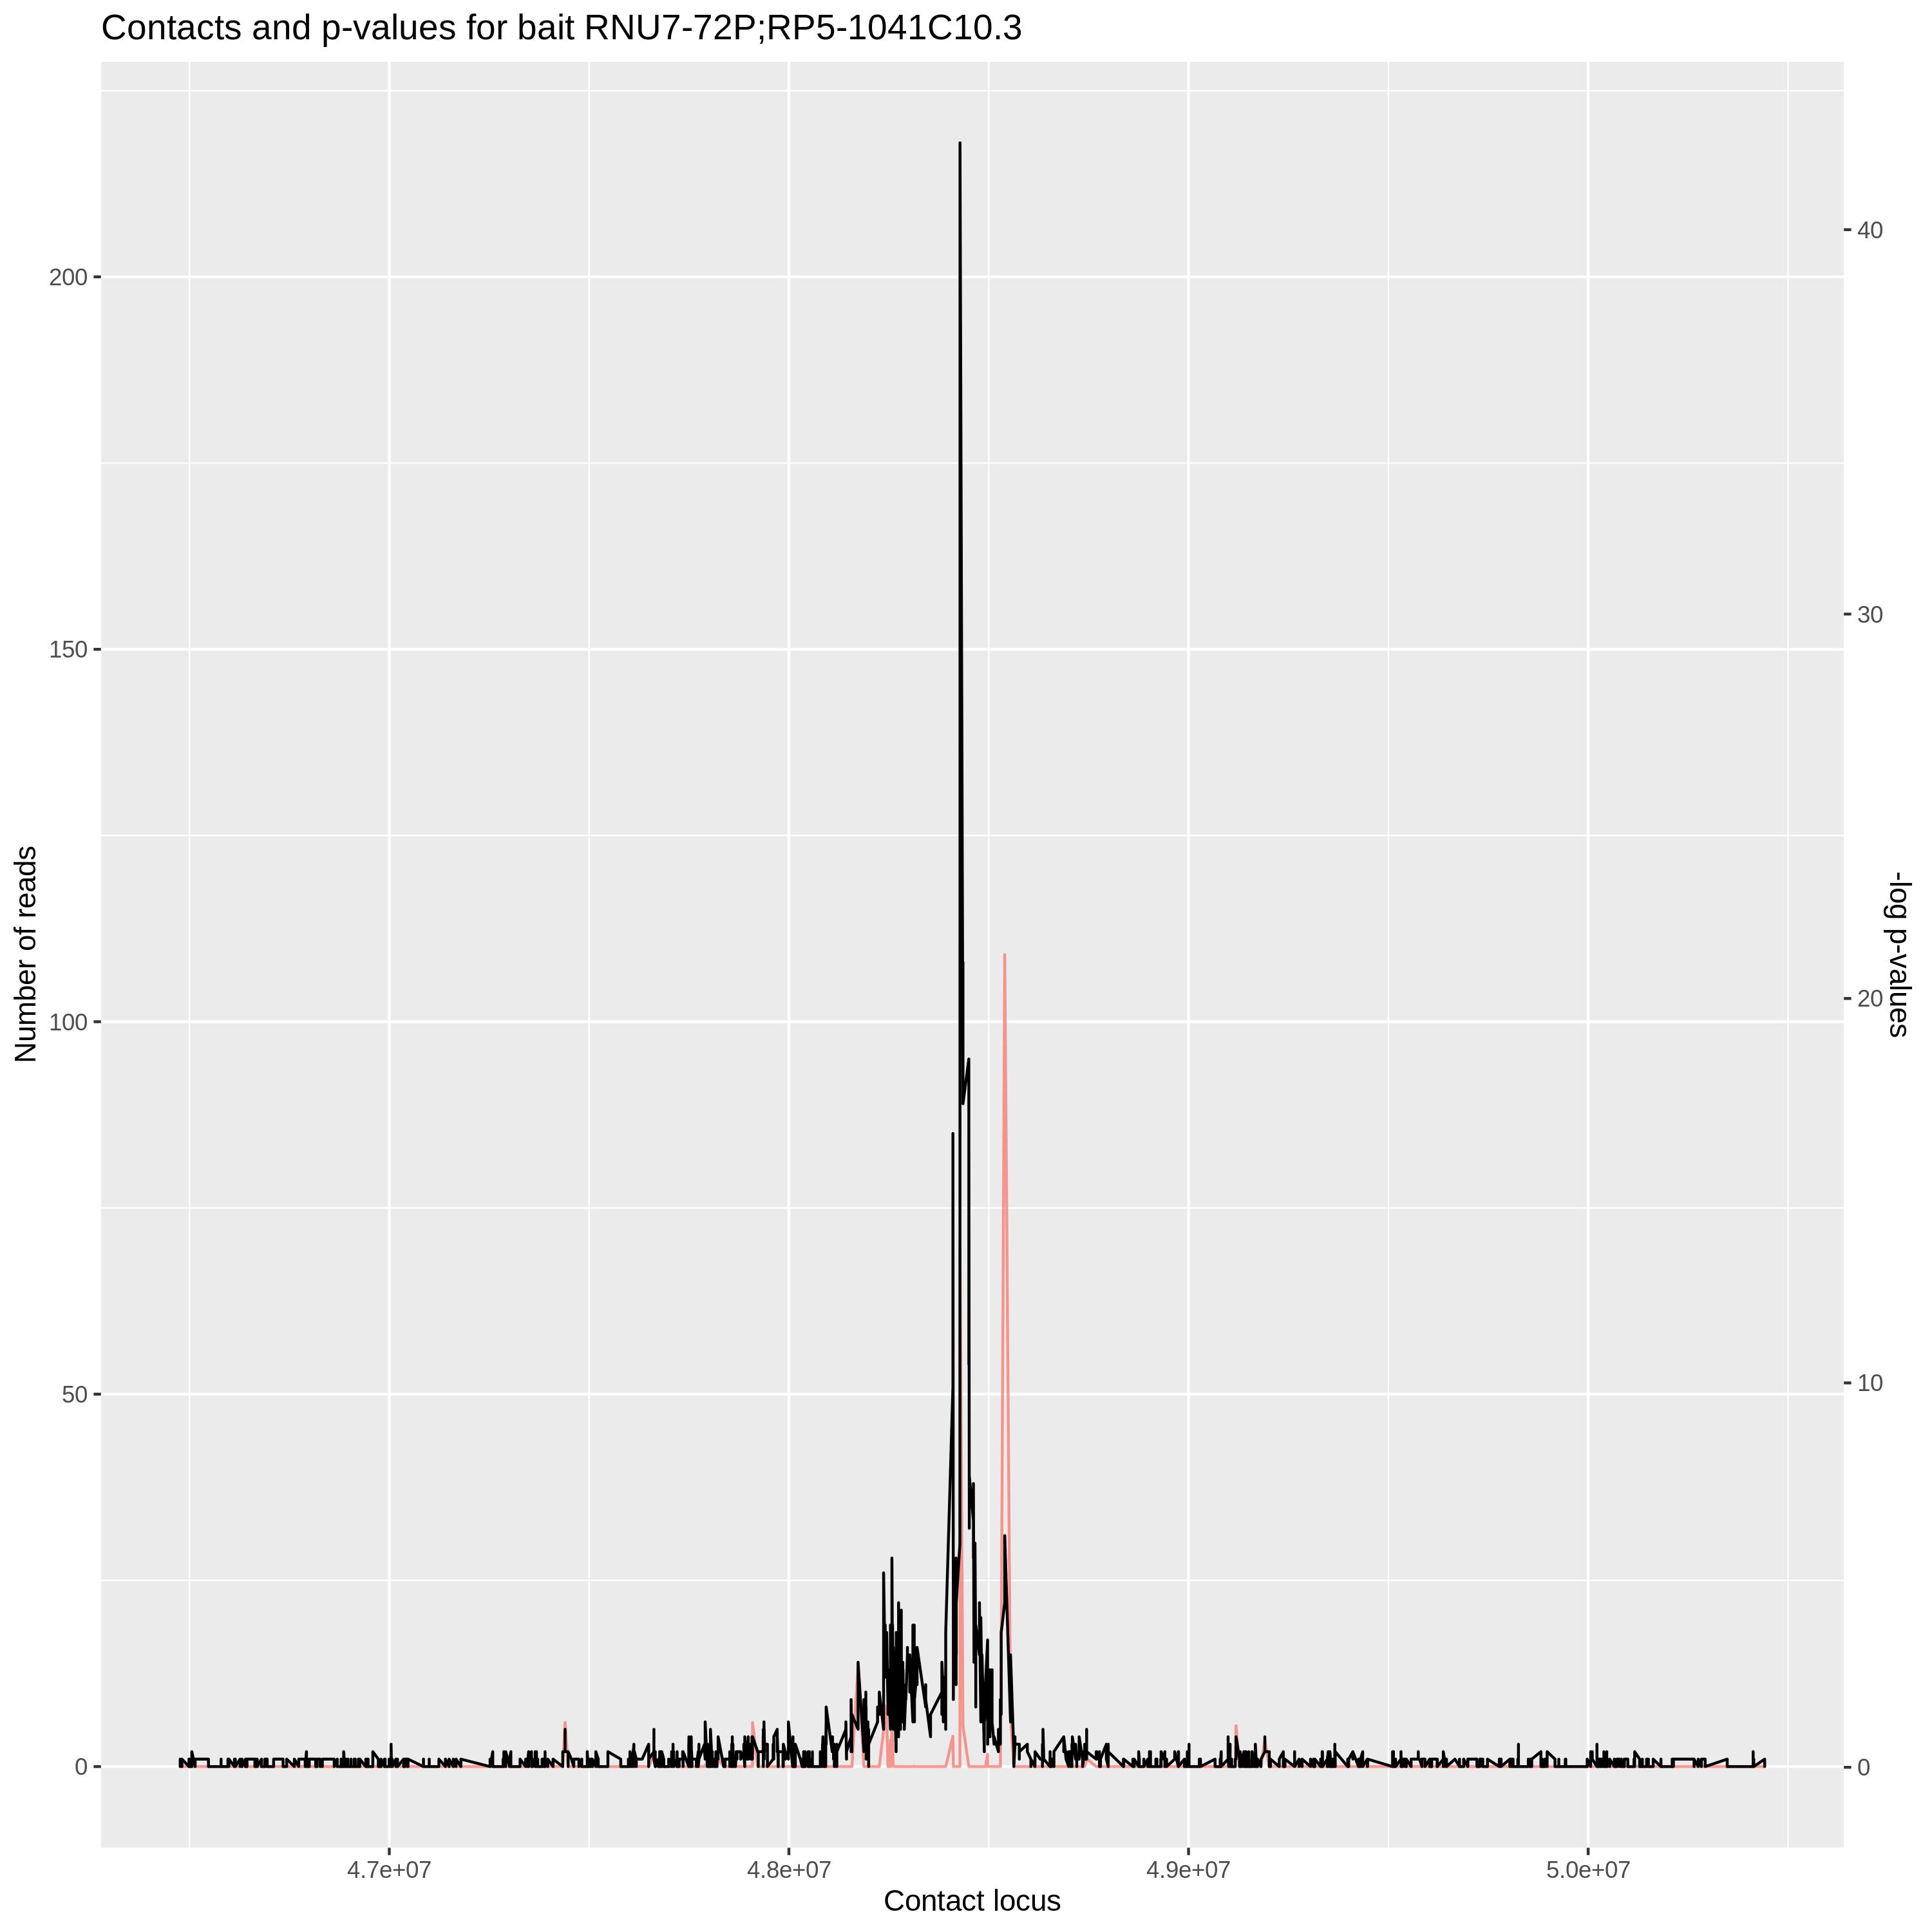 Contacts and p-values for bait RNU7-72P;RP5-1041C10.3
200
150
100
50
0
Number of reads
40
30
20
10
0
-log p-values
4.7e+07
4.8e+07
4.9e+07
5.0e+07
Contact locus